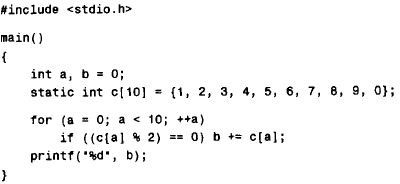 #include <stdio.h>
main()
{
int a, b = 0;
static int c[10] = {1, 2, 3, 4, 5, 6, 7, 8, 9, 0};
for (a = 0; a < 10; ++a)
if ((c[a] % 2) == 0) b += c[a];
printf("%d", b);
}